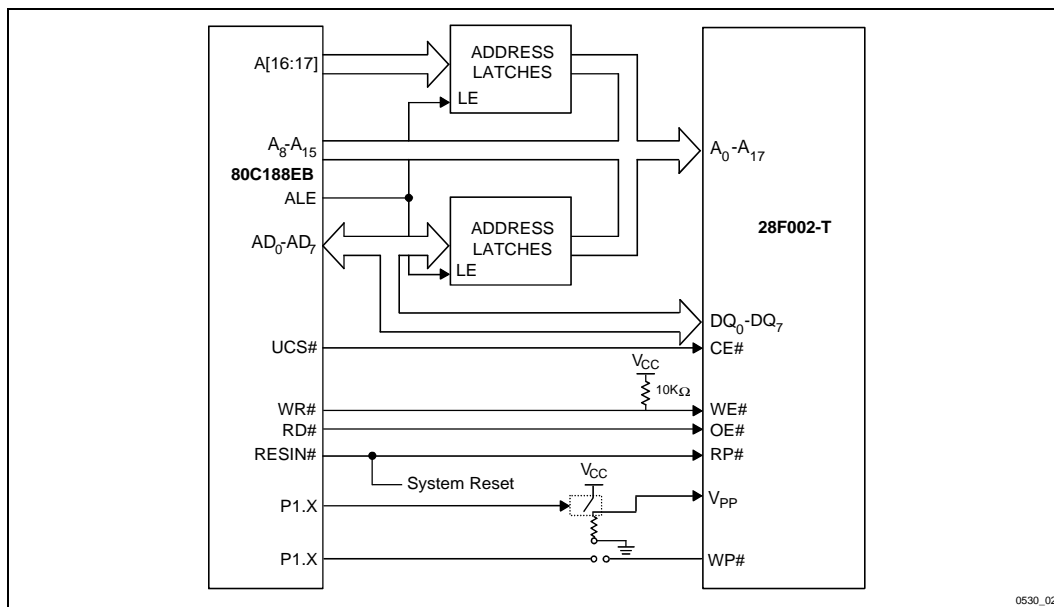 A[16:17]
ADDRESS
LATCHES
LE
A8-A15
A0-A17
80C188EB
ALE
28F002-T
AD0-AD7
ADDRESS
LATCHES
LE
DQ0-DQ7
UCS#
CE#
VCC
10KΩ
WR#
WE#
RD#
OE#
RESIN#
RP#
System Reset
VCC
P1.X
VPP
P1.X
WP#
0530_02